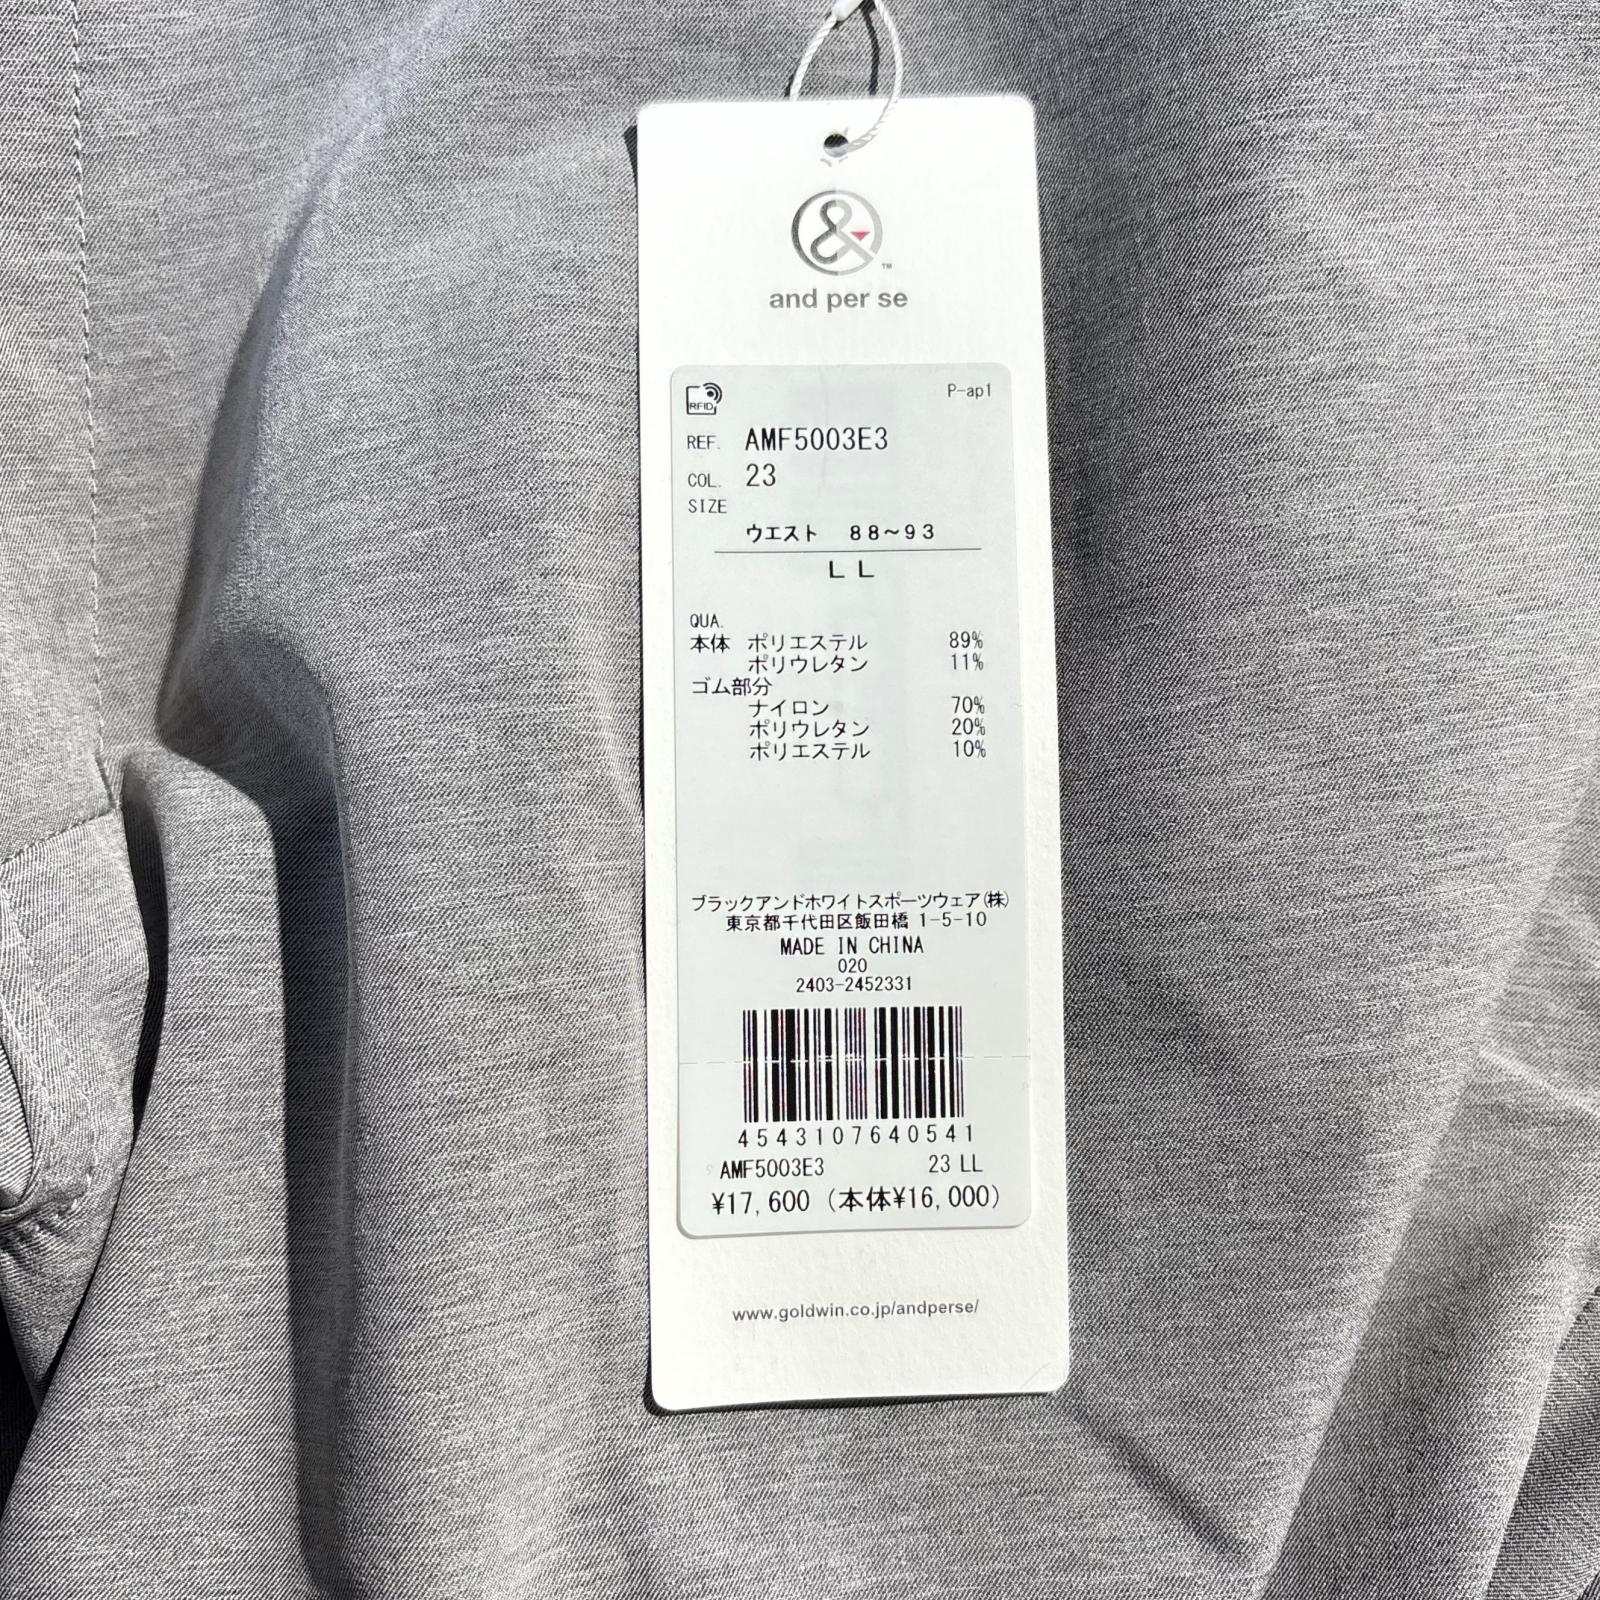 &
TM
and per se
RFID
P-ap1
REF. AMF5003E3
COL. 23
SIZE
ウエスト 88~93
LL
QUA.
本体 ポリエステル 89%
ポリウレタン 11%
ゴム部分
ナイロン 70%
ポリウレタン 20%
ポリエステル 10%
ブラックアンドホワイトスポーツウェア(株)
東京都千代田区飯田橋 1-5-10
MADE IN CHINA
020
2403-2452331
4543107640541
AMF5003E3 23 LL
¥17,600 (本体¥16,000)
www.goldwin.co.jp/andperse/